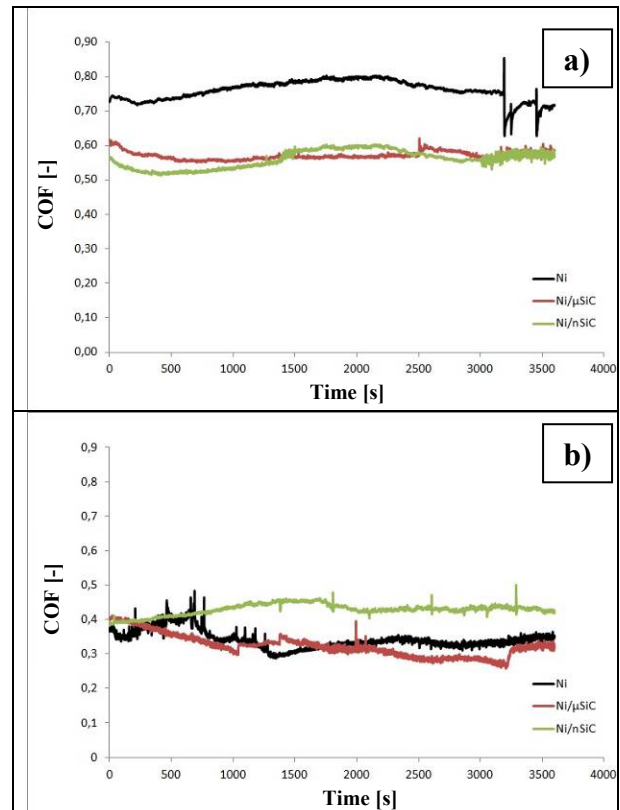 a)
0,90
0,80
0,70
0,60
0,50
0,40
0,30
0,20
0,10
0,00
COF [-]
Ni
Ni/µSiC
Ni/nSiC
0 500 1000 1500 2000 2500 3000 3500 4000
Time [s]
b)
0,9
0,8
0,7
0,6
0,5
0,4
0,3
0,2
0,1
0
COF [-]
Ni
Ni/µSiC
Ni/nSiC
0 500 1000 1500 2000 2500 3000 3500 4000
Time [s]